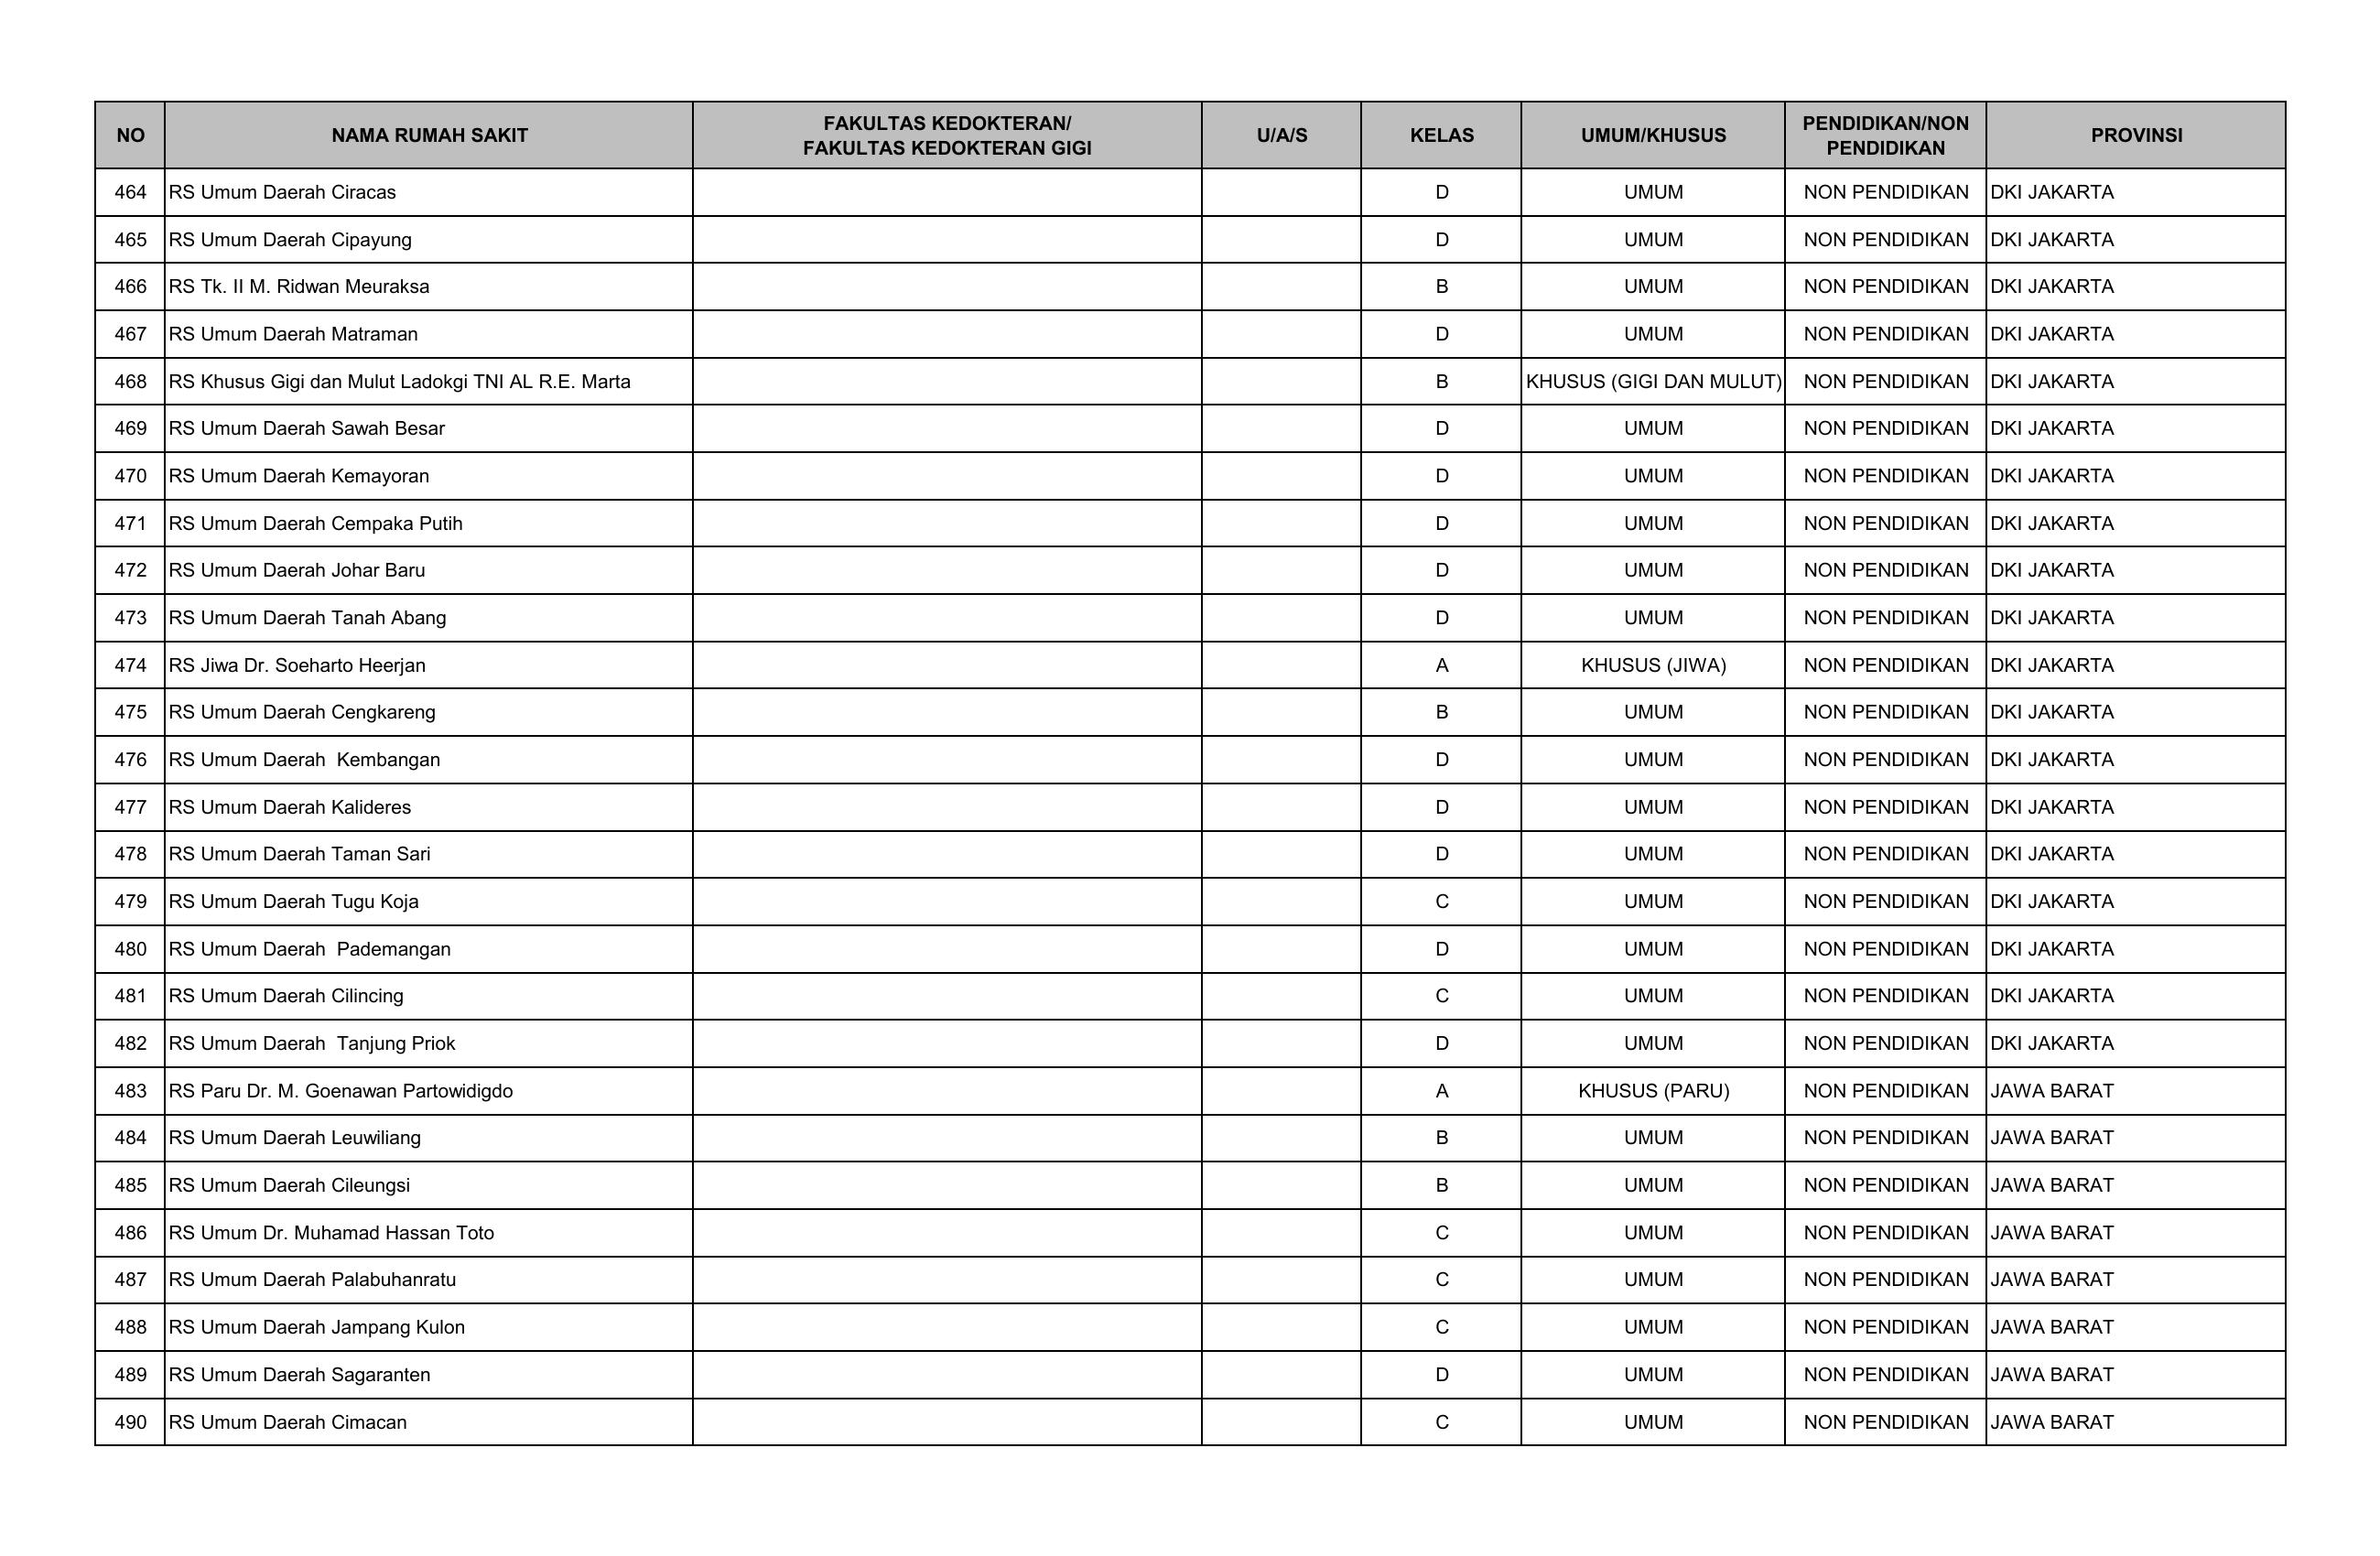 NO NAMA RUMAH SAKIT FAKULTAS KEDOKTERAN/ FAKULTAS KEDOKTERAN GIGI U/A/S KELAS UMUM/KHUSUS PENDIDIKAN/NON PENDIDIKAN PROVINSI
464 RS Umum Daerah Ciracas D UMUM NON PENDIDIKAN DKI JAKARTA
465 RS Umum Daerah Cipayung D UMUM NON PENDIDIKAN DKI JAKARTA
466 RS Tk. II M. Ridwan Meuraksa B UMUM NON PENDIDIKAN DKI JAKARTA
467 RS Umum Daerah Matraman D UMUM NON PENDIDIKAN DKI JAKARTA
468 RS Khusus Gigi dan Mulut Ladokgi TNI AL R.E. Marta B KHUSUS (GIGI DAN MULUT) NON PENDIDIKAN DKI JAKARTA
469 RS Umum Daerah Sawah Besar D UMUM NON PENDIDIKAN DKI JAKARTA
470 RS Umum Daerah Kemayoran D UMUM NON PENDIDIKAN DKI JAKARTA
471 RS Umum Daerah Cempaka Putih D UMUM NON PENDIDIKAN DKI JAKARTA
472 RS Umum Daerah Johar Baru D UMUM NON PENDIDIKAN DKI JAKARTA
473 RS Umum Daerah Tanah Abang D UMUM NON PENDIDIKAN DKI JAKARTA
474 RS Jiwa Dr. Soeharto Heerjan A KHUSUS (JIWA) NON PENDIDIKAN DKI JAKARTA
475 RS Umum Daerah Cengkareng B UMUM NON PENDIDIKAN DKI JAKARTA
476 RS Umum Daerah  Kembangan D UMUM NON PENDIDIKAN DKI JAKARTA
477 RS Umum Daerah Kalideres D UMUM NON PENDIDIKAN DKI JAKARTA
478 RS Umum Daerah Taman Sari D UMUM NON PENDIDIKAN DKI JAKARTA
479 RS Umum Daerah Tugu Koja C UMUM NON PENDIDIKAN DKI JAKARTA
480 RS Umum Daerah  Pademangan D UMUM NON PENDIDIKAN DKI JAKARTA
481 RS Umum Daerah Cilincing C UMUM NON PENDIDIKAN DKI JAKARTA
482 RS Umum Daerah  Tanjung Priok D UMUM NON PENDIDIKAN DKI JAKARTA
483 RS Paru Dr. M. Goenawan Partowidigdo A KHUSUS (PARU) NON PENDIDIKAN JAWA BARAT
484 RS Umum Daerah Leuwiliang B UMUM NON PENDIDIKAN JAWA BARAT
485 RS Umum Daerah Cileungsi B UMUM NON PENDIDIKAN JAWA BARAT
486 RS Umum Dr. Muhamad Hassan Toto C UMUM NON PENDIDIKAN JAWA BARAT
487 RS Umum Daerah Palabuhanratu C UMUM NON PENDIDIKAN JAWA BARAT
488 RS Umum Daerah Jampang Kulon C UMUM NON PENDIDIKAN JAWA BARAT
489 RS Umum Daerah Sagaranten D UMUM NON PENDIDIKAN JAWA BARAT
490 RS Umum Daerah Cimacan C UMUM NON PENDIDIKAN JAWA BARAT